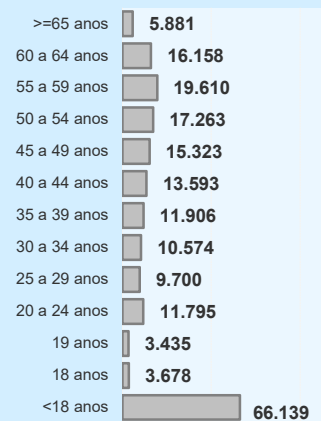 >=65 anos 5.881
60 a 64 anos 16.158
55 a 59 anos 19.610
50 a 54 anos 17.263
45 a 49 anos 15.323
40 a 44 anos 13.593
35 a 39 anos 11.906
30 a 34 anos 10.574
25 a 29 anos 9.700
20 a 24 anos 11.795
19 anos 3.435
18 anos 3.678
<18 anos 66.139